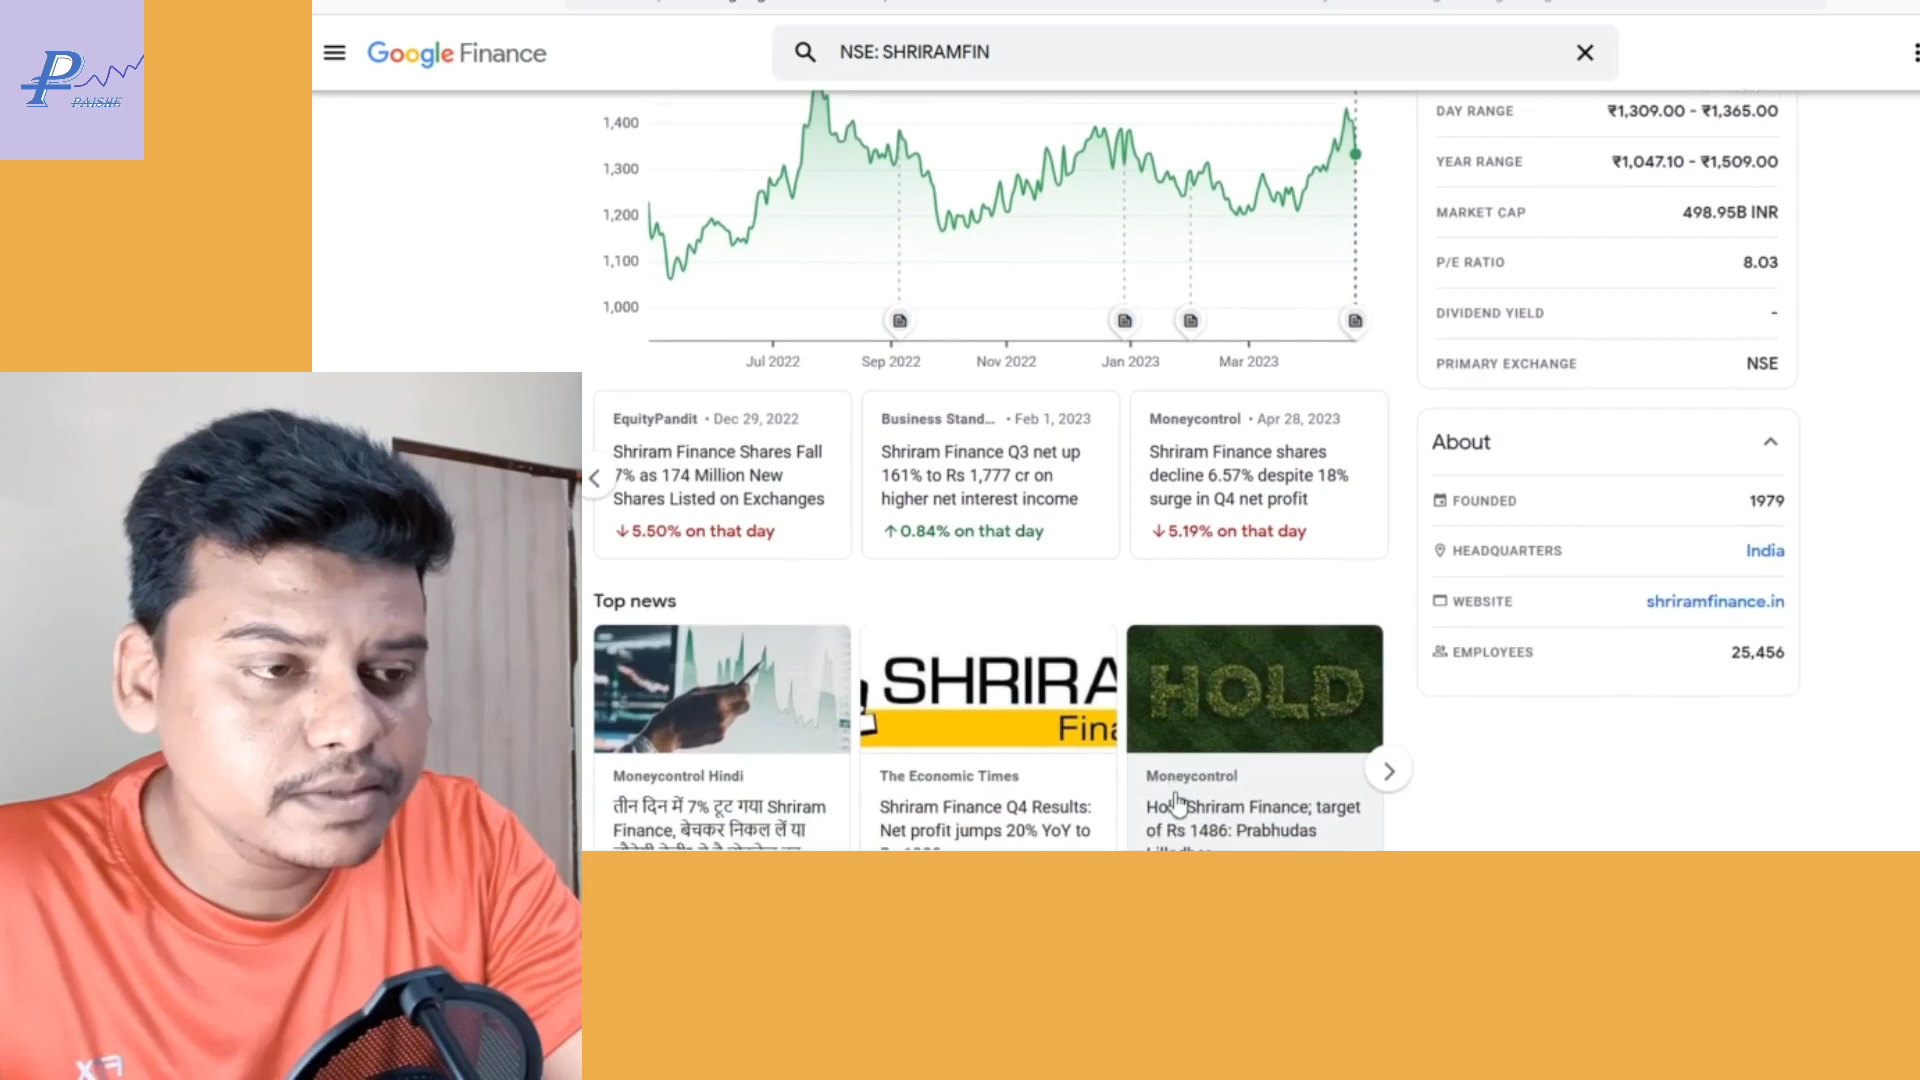 PAISHE
Google Finance
NSE: SHRIRAMFIN
1,400
1,300
1,200
1,100
1,000
Jul 2022
Sep 2022
Nov 2022
Jan 2023
Mar 2023
DAY RANGE
₹1,309.00 - ₹1,365.00
YEAR RANGE
₹1,047.10 - ₹1,509.00
MARKET CAP
498.95B INR
P/E RATIO
8.03
DIVIDEND YIELD
-
PRIMARY EXCHANGE
NSE
EquityPandit • Dec 29, 2022
Shriram Finance Shares Fall
7% as 174 Million New
Shares Listed on Exchanges
↓5.50% on that day
Business Stand... • Feb 1, 2023
Shriram Finance Q3 net up
161% to Rs 1,777 cr on
higher net interest income
↑0.84% on that day
Moneycontrol • Apr 28, 2023
Shriram Finance shares
decline 6.57% despite 18%
surge in Q4 net profit
↓5.19% on that day
About
FOUNDED
1979
HEADQUARTERS
India
WEBSITE
shriramfinance.in
EMPLOYEES
25,456
Top news
Moneycontrol Hindi
तीन दिन में 7% टूट गया Shriram
Finance, बेचकर निकल लें या
SHRIRA
Fina
The Economic Times
Shriram Finance Q4 Results:
Net profit jumps 20% YoY to
HOLD
Moneycontrol
Shriram Finance; target
of Rs 1486: Prabhudas